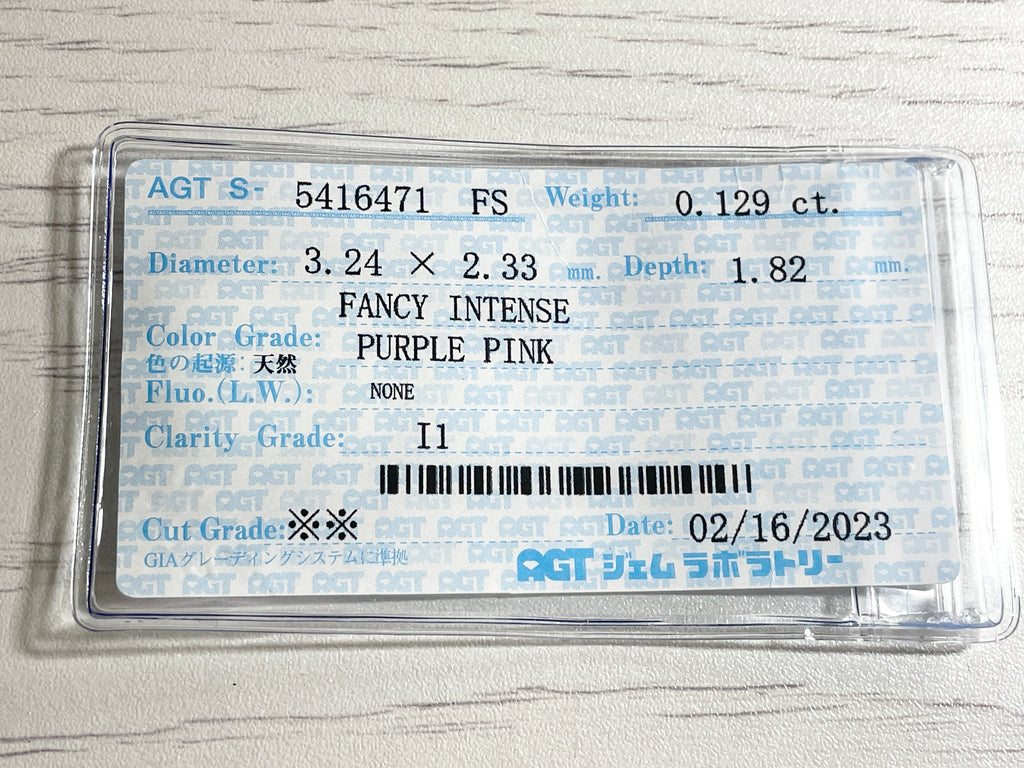 AGT S- 5416471 FS Weight: 0.129 ct.
Diameter: 3.24 × 2.33 mm. Depth: 1.82 mm.
FANCY INTENSE
Color Grade: PURPLE PINK
色の起源: 天然
Fluo.(L.W.): NONE
Clarity Grade: I1
Cut Grade: ※※ Date: 02/16/2023
GIAグレーディングシステムに準拠 AGT ジェムラボラトリー